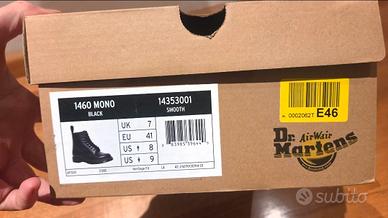 1460 MONO
BLACK
14353001
SMOOTH
UK 7
EU 41
US 8
US 9
00020627 E46
Dr. AirWair
Martens
subito